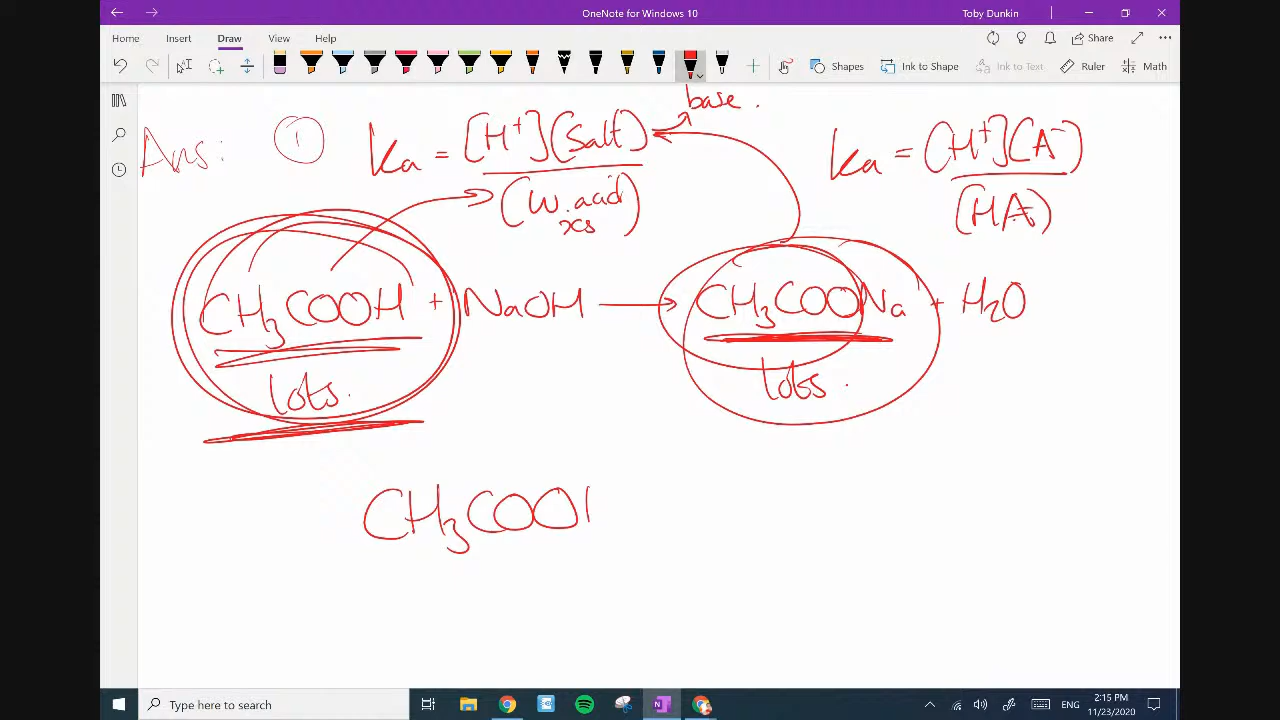 OneNote for Windows 10
Toby Dunkin
Home Insert Draw View Help
Share
Shapes Ink to Shape Ink to Text Ruler Math
base .
Ans: 1 Ka = [H+](Salt) Ka = (H+](A-)
(W.acid (HA)
xs )
CH3COOH + NaOH → CH3COONa + H2O
lots. lots .
CH3COOI
Type here to search
ENG
2:15 PM
11/23/2020